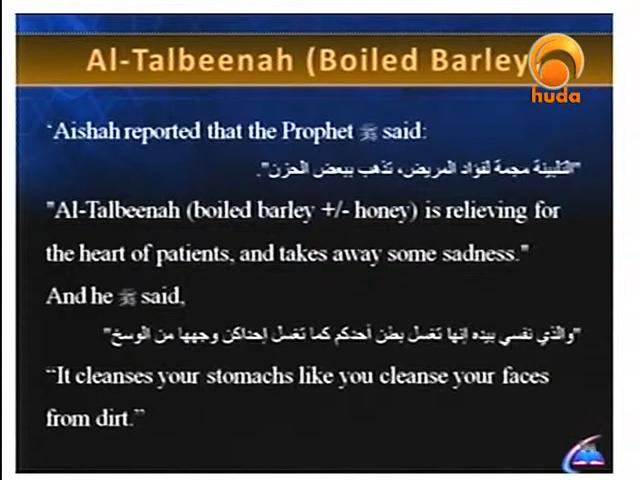 Al-Talbeenah (Boiled Barley
huda
‘Aishah reported that the Prophet ﷺ said:
"التلبينة مجمة لفؤاد المريض، تذهب ببعض الحزن".
"Al-Talbeenah (boiled barley +/- honey) is relieving for
the heart of patients, and takes away some sadness."
And he ﷺ said,
"والذي نفسي بيده إنها تغسل بطن أحدكم كما تغسل إحداكن وجهها من الوسخ"
“It cleanses your stomachs like you cleanse your faces
from dirt.”